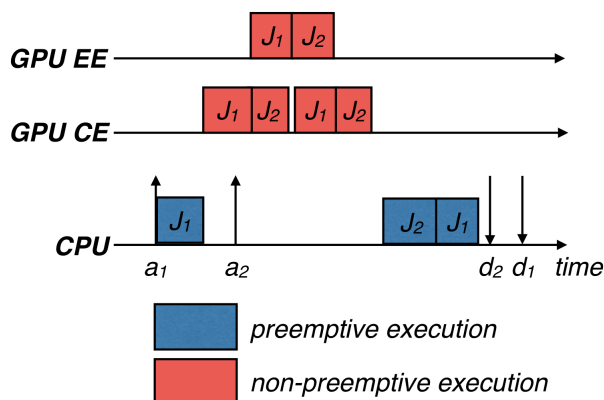 J1 J2
GPU EE
J1 J2 J1 J2
GPU CE
J1 J2 J1
CPU
a1 a2 d2 d1 time
preemptive execution
non-preemptive execution